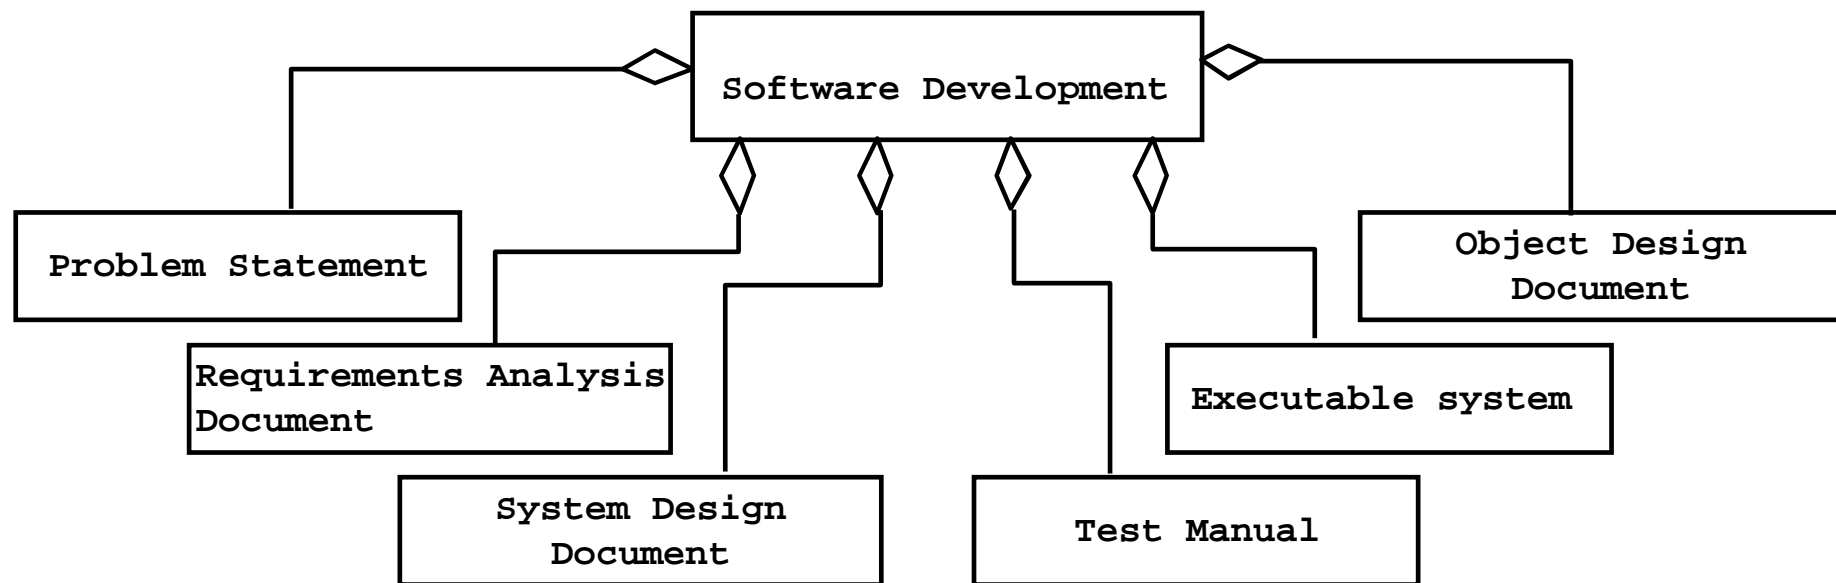 Software Development
Problem Statement
Object Design
Document
Requirements Analysis
Document
Executable system
System Design
Document
Test Manual